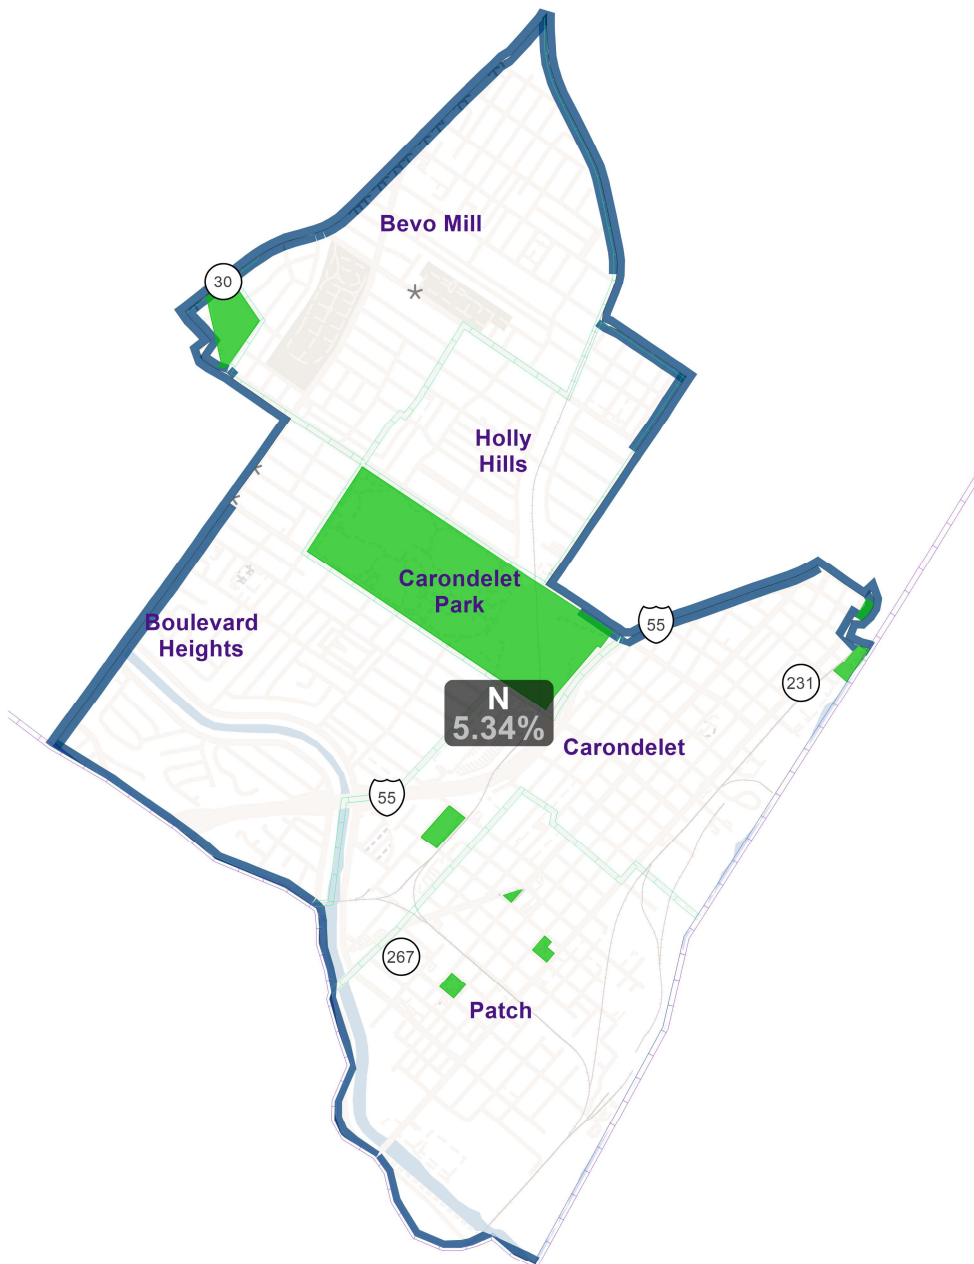 Bevo Mill
30
Holly
Hills
Carondelet
Park
Boulevard
Heights
55
231
N
5.34%
Carondelet
55
267
Patch